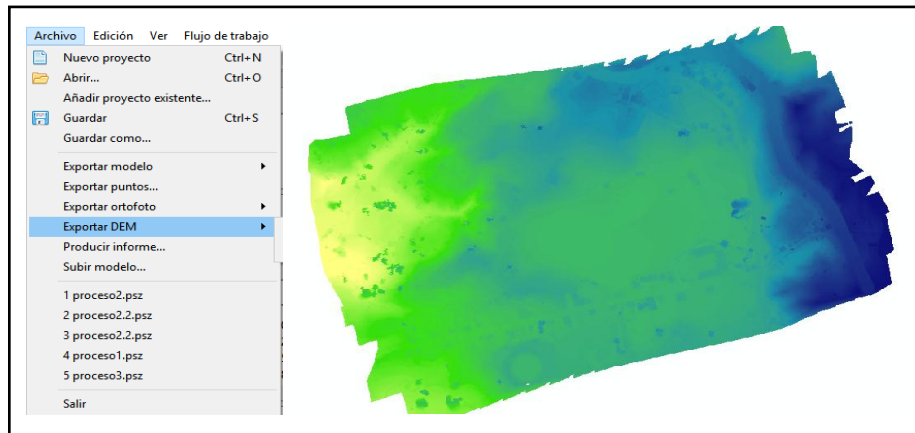 Archivo Edición Ver Flujo de trabajo
Nuevo proyecto Ctrl+N
Abrir... Ctrl+O
Añadir proyecto existente...
Guardar Ctrl+S
Guardar como...
Exportar modelo
Exportar puntos...
Exportar ortofoto
Exportar DEM
Producir informe...
Subir modelo...
1 proceso2.psz
2 proceso2.2.psz
3 proceso2.2.psz
4 proceso1.psz
5 proceso3.psz
Salir